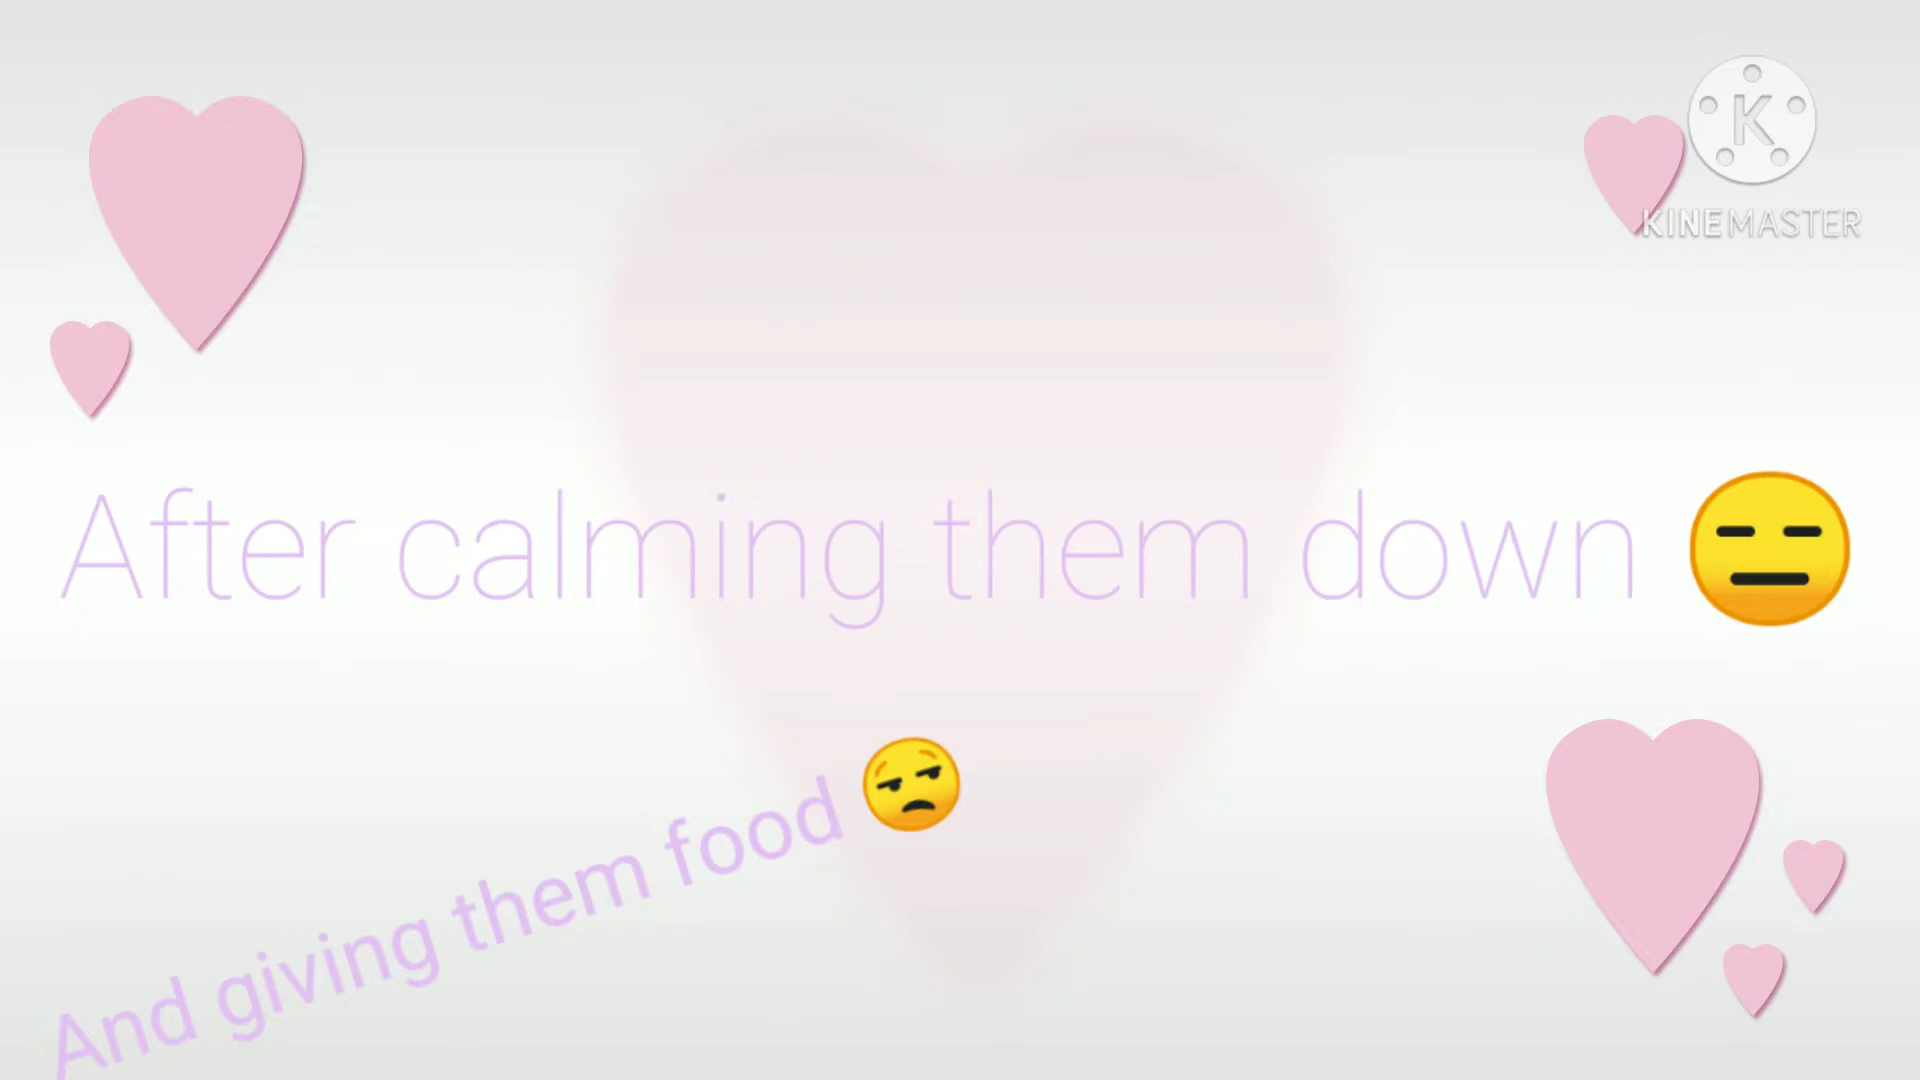 K
KINEMASTER
After calming them down 😑
And giving them food 😒